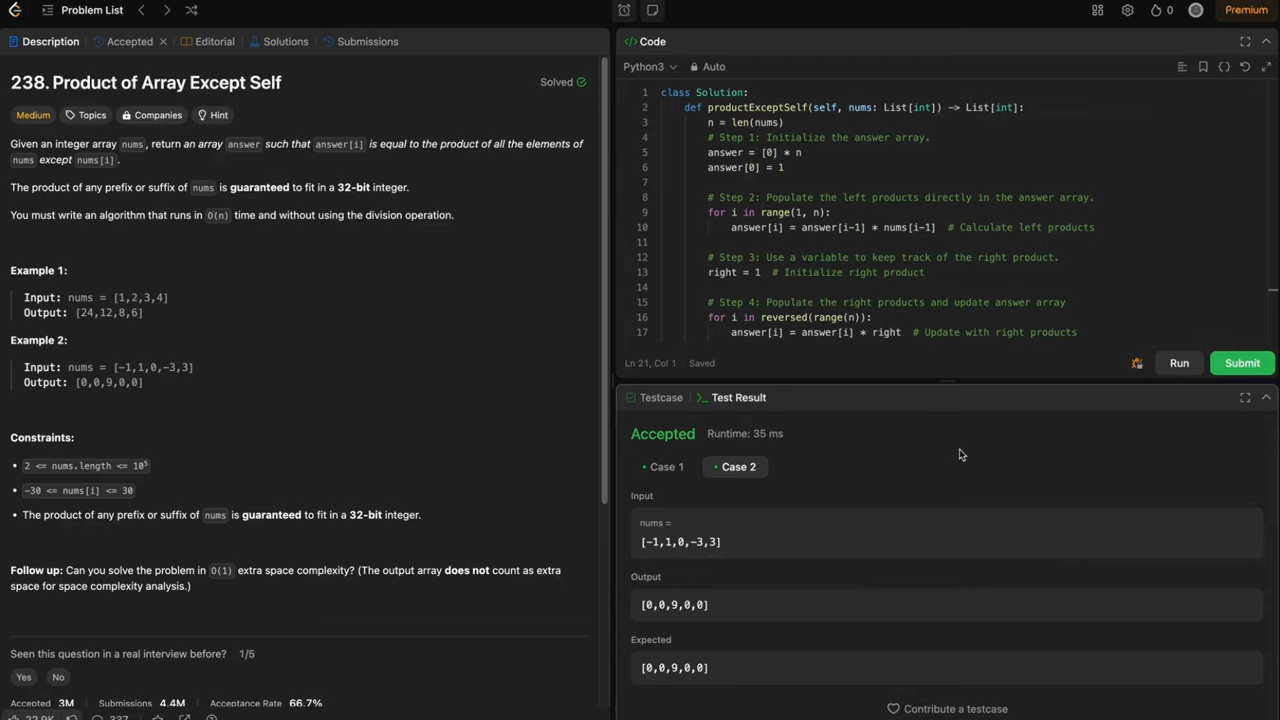 Problem List
Premium
0
Description
Accepted
Editorial
Solutions
Submissions
238. Product of Array Except Self
Solved
Medium
Topics
Companies
Hint
Given an integer array nums, return an array answer such that answer[i] is equal to the product of all the elements of
nums except nums[i].
The product of any prefix or suffix of nums is guaranteed to fit in a 32-bit integer.
You must write an algorithm that runs in O(n) time and without using the division operation.
Example 1:
Input: nums = [1,2,3,4]
Output: [24,12,8,6]
Example 2:
Input: nums = [-1,1,0,-3,3]
Output: [0,0,9,0,0]
Constraints:
• 2 <= nums.length <= 10⁵
• -30 <= nums[i] <= 30
• The product of any prefix or suffix of nums is guaranteed to fit in a 32-bit integer.
Follow up: Can you solve the problem in O(1) extra space complexity? (The output array does not count as extra
space for space complexity analysis.)
Seen this question in a real interview before? 1/5
Yes
No
Accepted 3M
Submissions 4.4M
Acceptance Rate 66.7%
22.9K
337
Code
Python3
Auto
1 class Solution:
2 def productExceptSelf(self, nums: List[int]) -> List[int]:
3 n = len(nums)
4 # Step 1: Initialize the answer array.
5 answer = [0] * n
6 answer[0] = 1
7
8 # Step 2: Populate the left products directly in the answer array.
9 for i in range(1, n):
10 answer[i] = answer[i-1] * nums[i-1] # Calculate left products
11
12 # Step 3: Use a variable to keep track of the right product.
13 right = 1 # Initialize right product
14
15 # Step 4: Populate the right products and update answer array
16 for i in reversed(range(n)):
17 answer[i] = answer[i] * right # Update with right products
Ln 21, Col 1
Saved
Run
Submit
Testcase
Test Result
Accepted
Runtime: 35 ms
• Case 1
• Case 2
Input
nums =
[-1,1,0,-3,3]
Output
[0,0,9,0,0]
Expected
[0,0,9,0,0]
Contribute a testcase